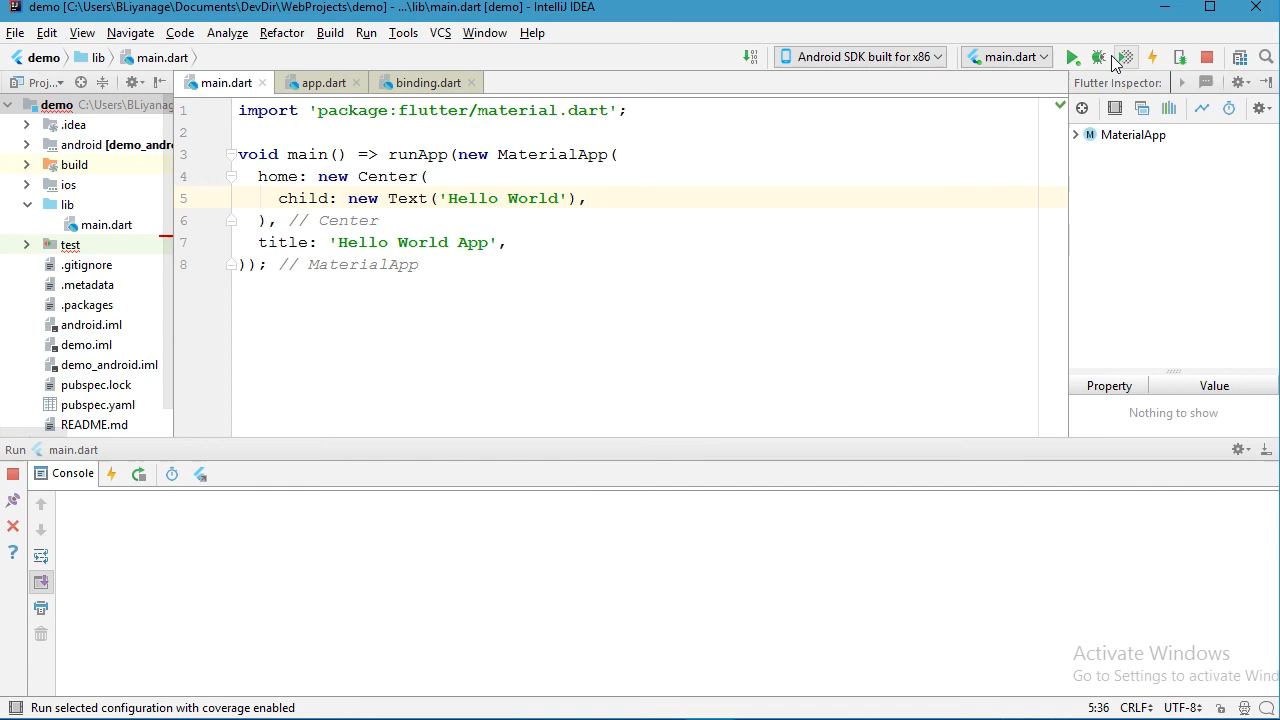 demo [C:\Users\BLiyanage\Documents\DevDir\WebProjects\demo] - ...\lib\main.dart [demo] - IntelliJ IDEA
File Edit View Navigate Code Analyze Refactor Build Run Tools VCS Window Help
demo lib main.dart Android SDK built for x86 main.dart
Proj... main.dart app.dart binding.dart Flutter Inspector:
demo C:\Users\BLiyanage
.idea
android [demo_andro
build
ios
lib
main.dart
test
.gitignore
.metadata
.packages
android.iml
demo.iml
demo_android.iml
pubspec.lock
pubspec.yaml
README.md
1 import 'package:flutter/material.dart';
2
3 void main() => runApp(new MaterialApp(
4 home: new Center(
5 child: new Text('Hello World'),
6 ), // Center
7 title: 'Hello World App',
8 )); // MaterialApp
M MaterialApp
Property Value
Nothing to show
Run main.dart
Console
Activate Windows
Go to Settings to activate Wind
Run selected configuration with coverage enabled 5:36 CRLF UTF-8